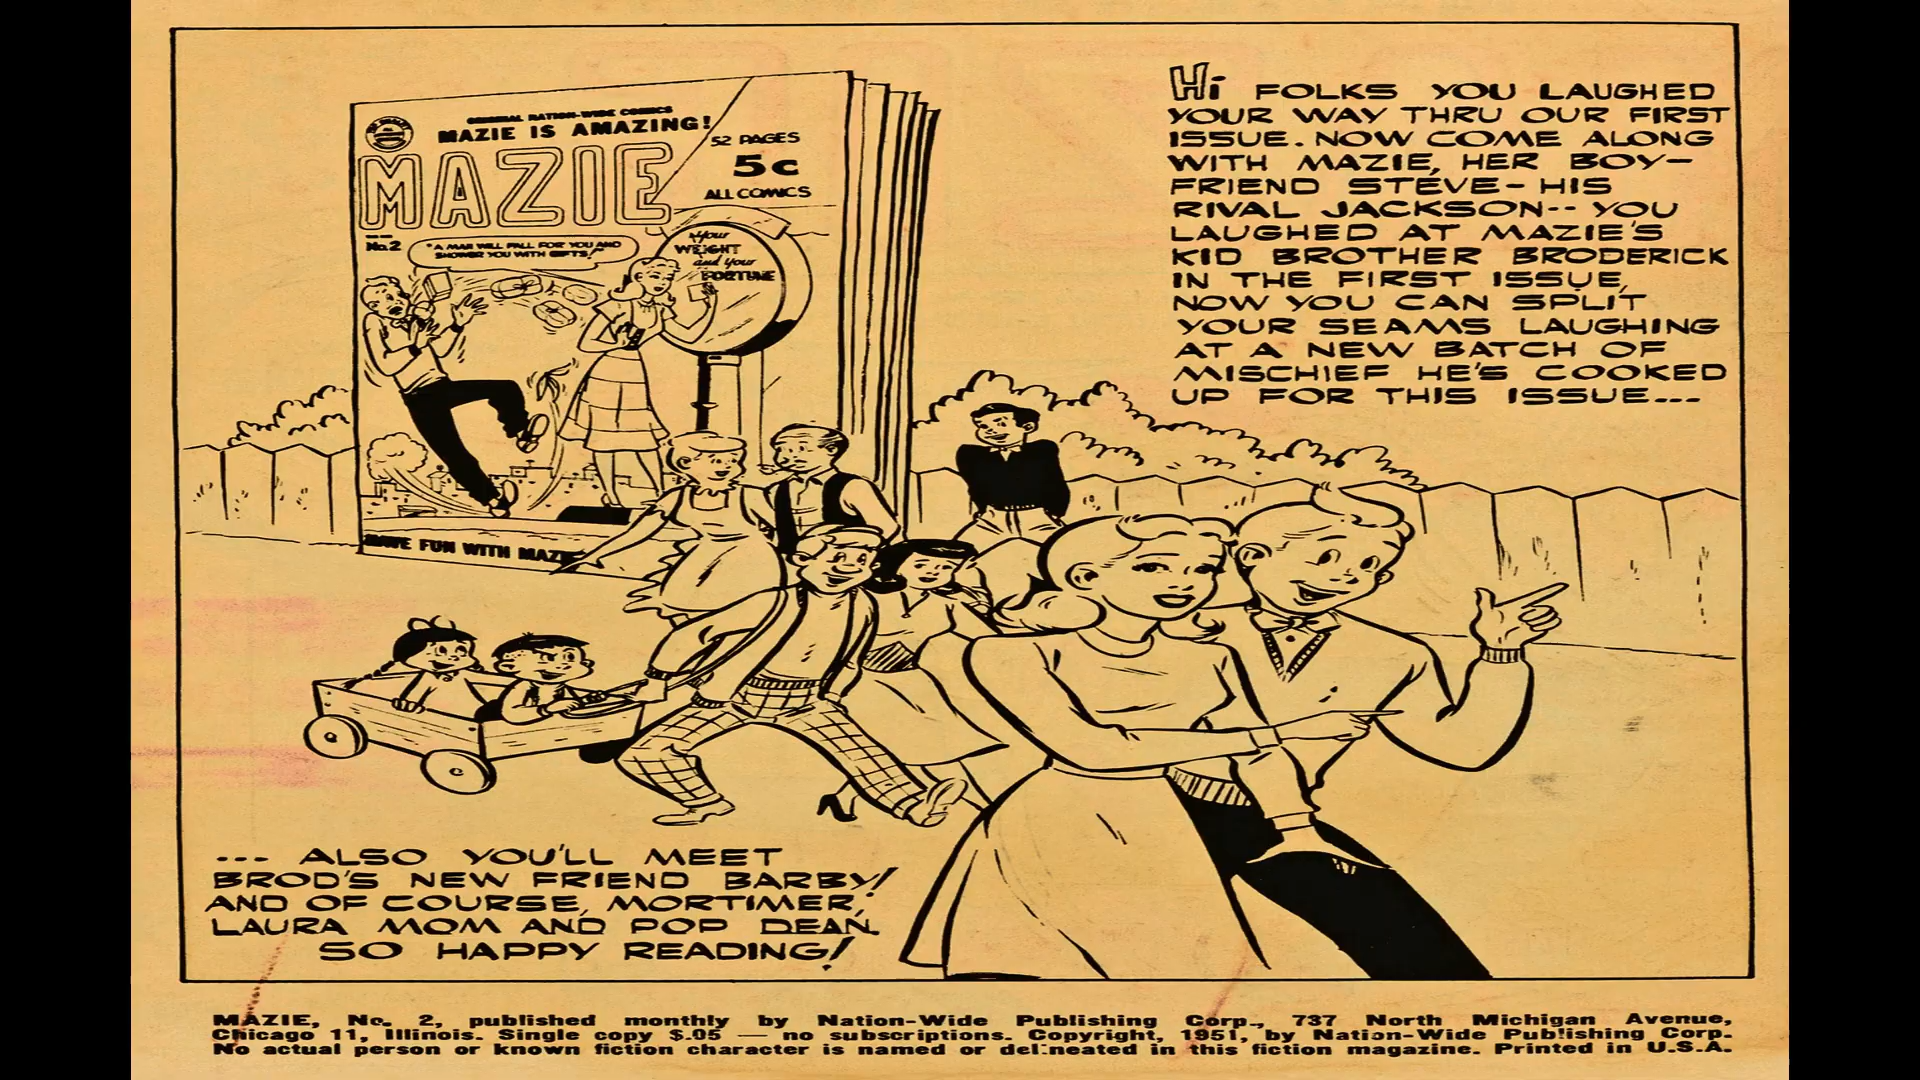 ORIGINAL NATION-WIDE COMICS
MAZIE IS AMAZING!
MAZIE
52 PAGES
5c
ALL COMICS
No.2
"A MAN WILL FALL FOR YOU AND
SHOWER YOU WITH GIFTS!"
Your
WEIGHT
and your
FORTUNE
HAVE FUN WITH MAZIE
Hi FOLKS YOU LAUGHED
YOUR WAY THRU OUR FIRST
ISSUE. NOW COME ALONG
WITH MAZIE, HER BOY-
FRIEND STEVE- HIS
RIVAL JACKSON-- YOU
LAUGHED AT MAZIE'S
KID BROTHER BRODERICK
IN THE FIRST ISSUE,
NOW YOU CAN SPLIT
YOUR SEAMS LAUGHING
AT A NEW BATCH OF
MISCHIEF HE'S COOKED
UP FOR THIS ISSUE...
... ALSO YOU'LL MEET
BROD'S NEW FRIEND BARBY!
AND OF COURSE, MORTIMER,
LAURA MOM AND POP DEAN.
SO HAPPY READING!
MAZIE, No. 2, published monthly by Nation-Wide Publishing Corp., 737 North Michigan Avenue,
Chicago 11, Illinois. Single copy $.05 — no subscriptions. Copyright, 1951, by Nation-Wide Publishing Corp.
No actual person or known fiction character is named or delineated in this fiction magazine. Printed in U.S.A.